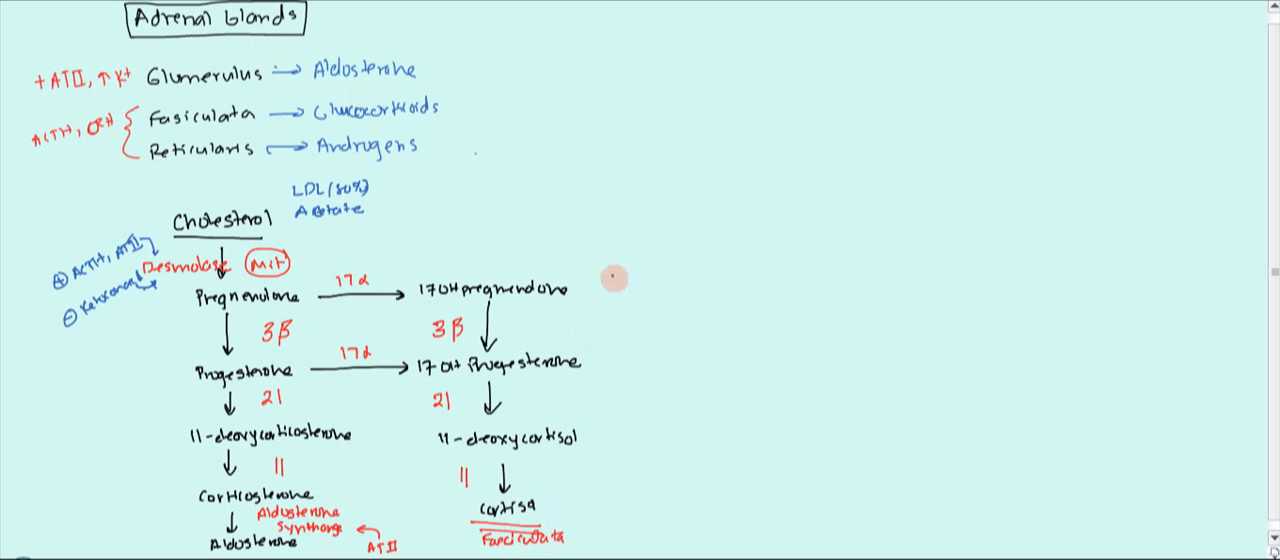 Adrenal Glands
+ ATII, ↑ K+ Glumerulus → Aldosterone
ACTH, CRH { Fasiculata → Glucocorticoids
Reticularis → Androgens
LDL (80%)
Acetate
Cholesterol
⊕ ACTH, ATII
Desmolase Mit
⊖
Pregnenolone 17α → 17 OH pregnenolone
3β 3β
Progesterone 17α → 17 OH Progesterone
21 21
11-deoxycorticosterone 11-deoxycortisol
11 11
Corticosterone Cortisol
Aldosterone Fasciculata
Synthase ← ATII
Aldosterone